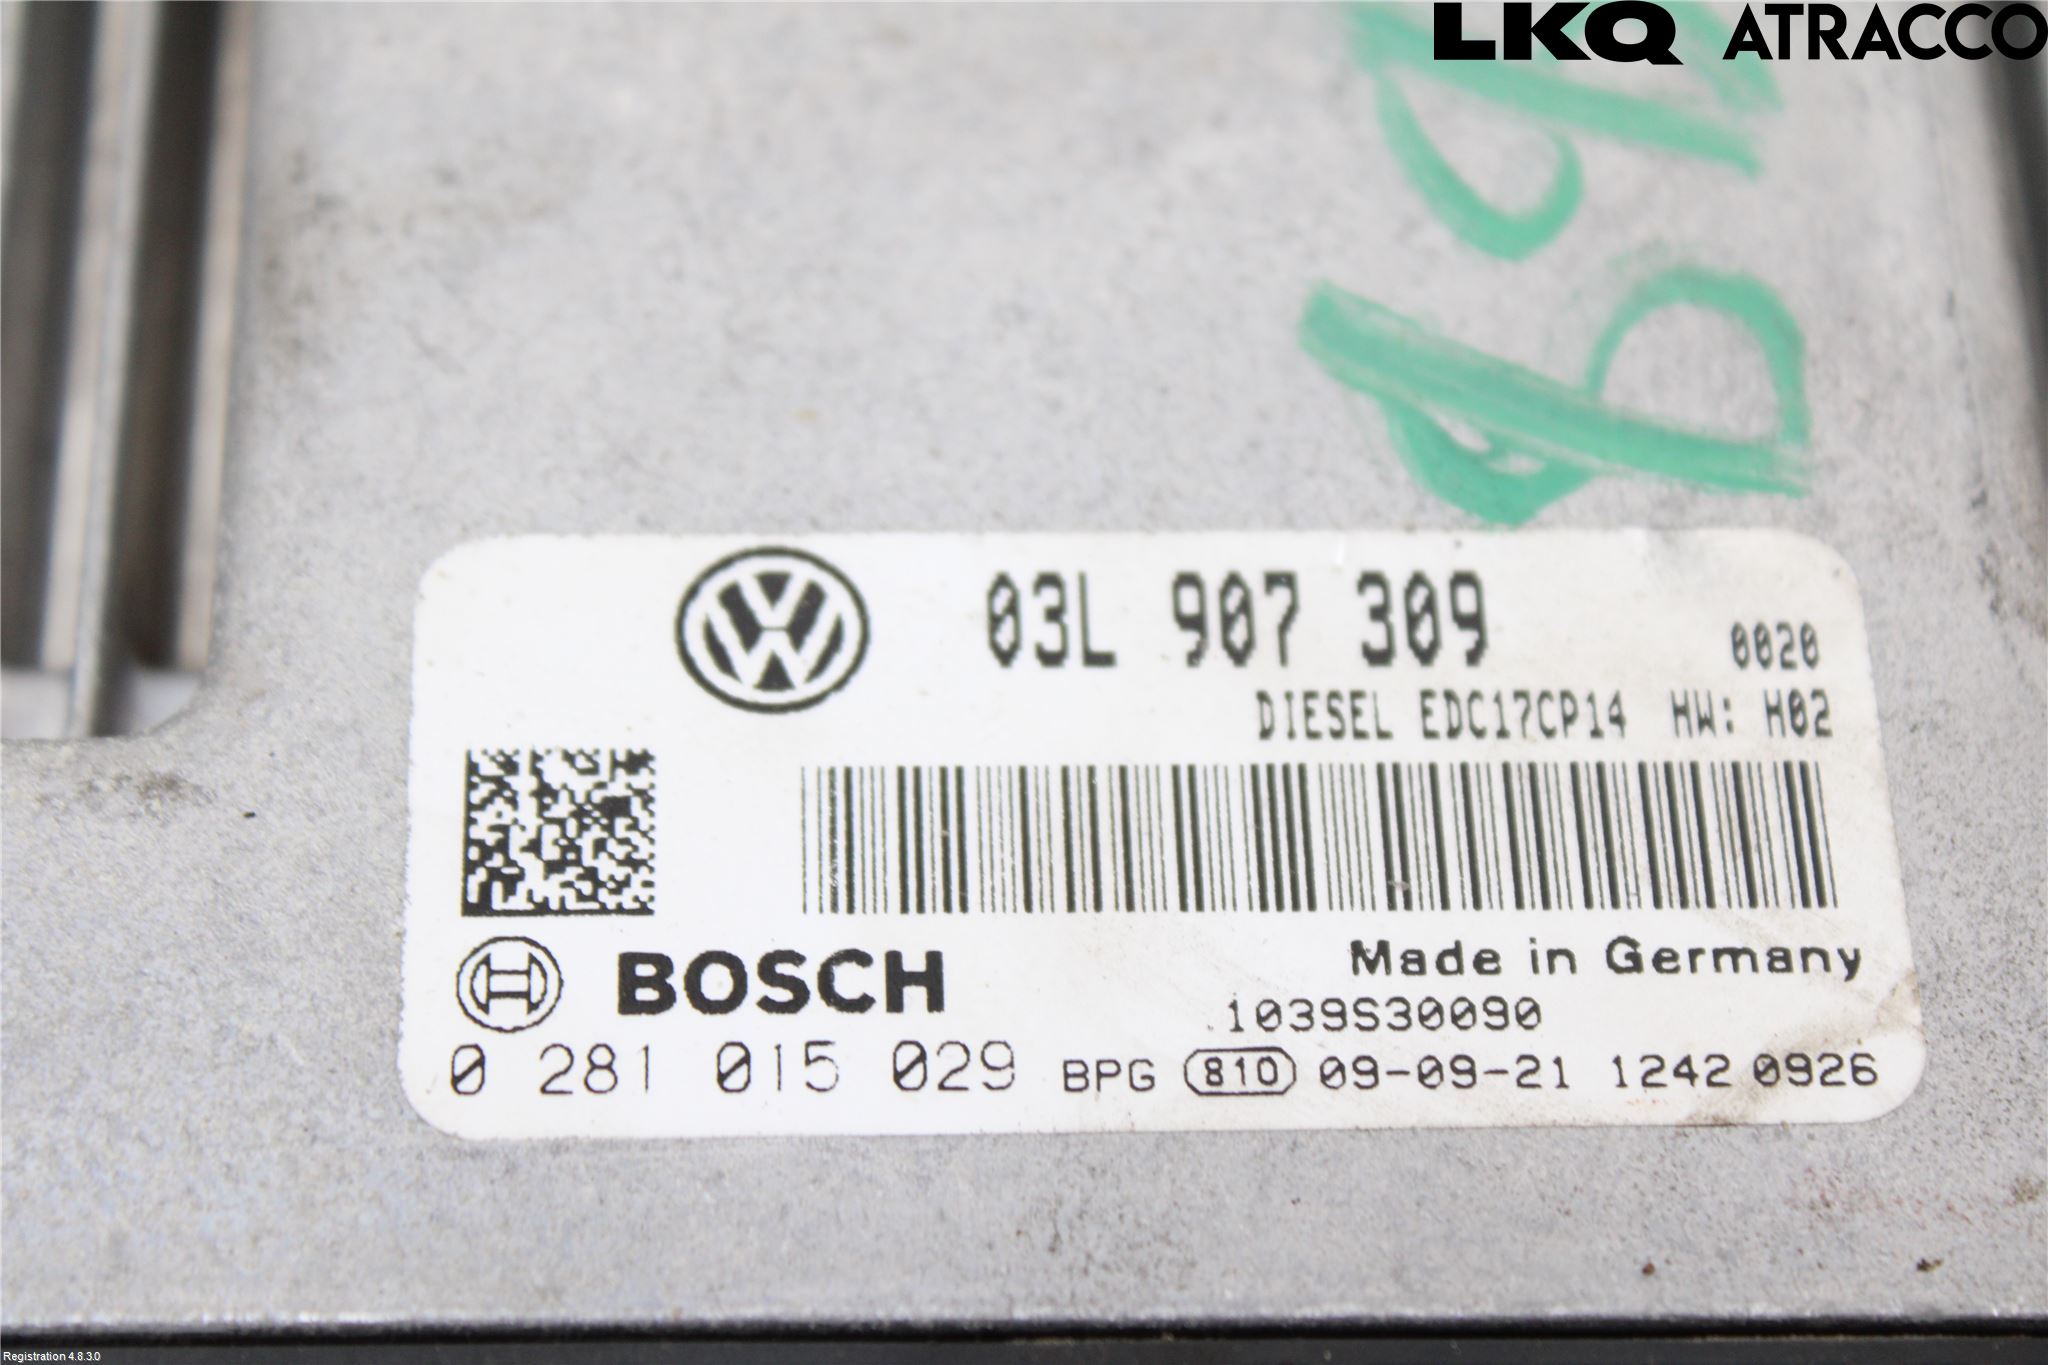 LKQ ATRACCO
03L 907 309
0020
DIESEL EDC17CP14 HW: H02
BOSCH
Made in Germany
1039S30090
0 281 015 029 BPG 810 09-09-21 1242 0926
Registration 4.8.3.0